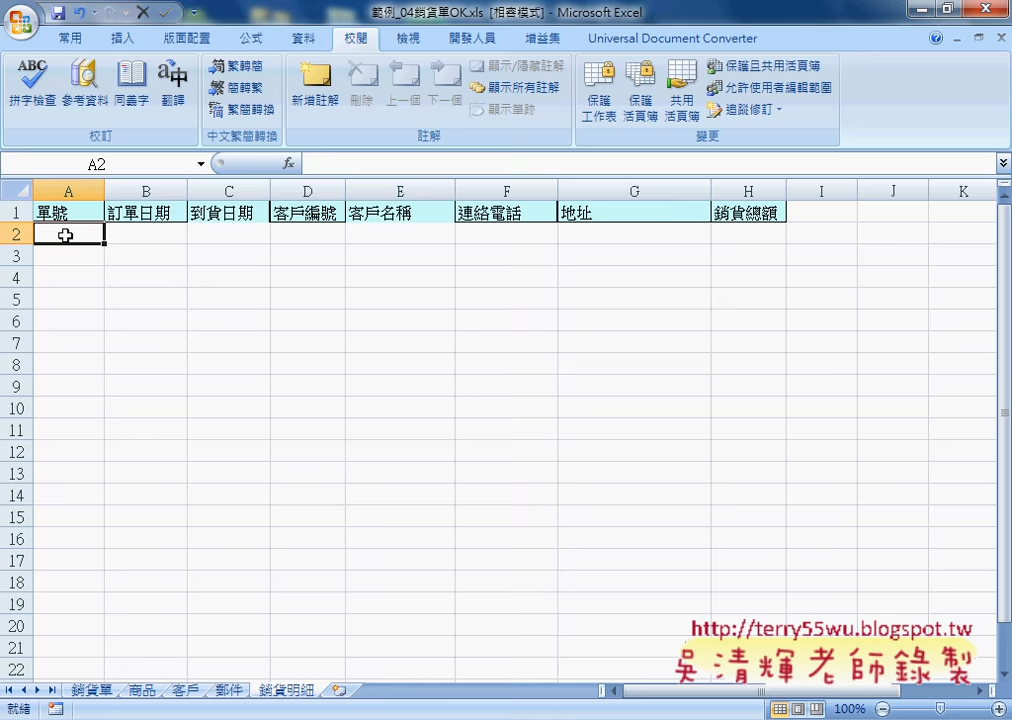 範例_04銷貨單OK.xls [相容模式] - Microsoft Excel
常用 插入 版面配置 公式 資料 校閱 檢視 開發人員 增益集 Universal Document Converter
ABC
拼字檢查 參考資料 同義字 翻譯
繁轉簡
簡轉繁
繁簡轉換
新增註解 刪除 上一個 下一個
顯示/隱藏註解
顯示所有註解
顯示筆跡
保護工作表 保護活頁簿 共用活頁簿
保護且共用活頁簿
允許使用者編輯範圍
追蹤修訂
校訂 中文繁簡轉換 註解 變更
A2 fx
A B C D E F G H I J K
1 單號 訂單日期 到貨日期 客戶編號 客戶名稱 連絡電話 地址 銷貨總額
2
3
4
5
6
7
8
9
10
11
12
13
14
15
16
17
18
19
20
21
22
http://terry55wu.blogspot.tw
吳清輝老師錄製
銷貨單 商品 客戶 郵件 銷貨明細
就緒 100%